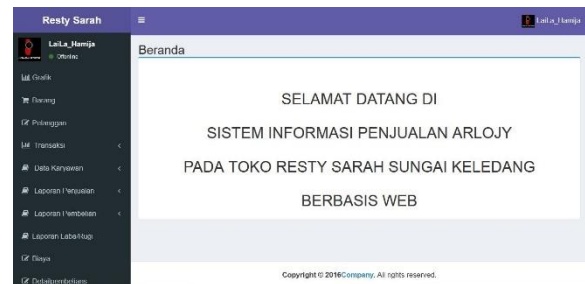 Resty Sarah
LaiLa_Hamija
LaiLa_Hamija
Beranda
Grafik
Barang
Pelanggan
Transaksi
Data Karyawan
Laporan Penjualan
Laporan Pembelian
Laporan Laba-Rugi
Biaya
Detailpembelians
SELAMAT DATANG DI
SISTEM INFORMASI PENJUALAN ARLOJY
PADA TOKO RESTY SARAH SUNGAI KELEDANG
BERBASIS WEB
Copyright © 2016Company. All rights reserved.